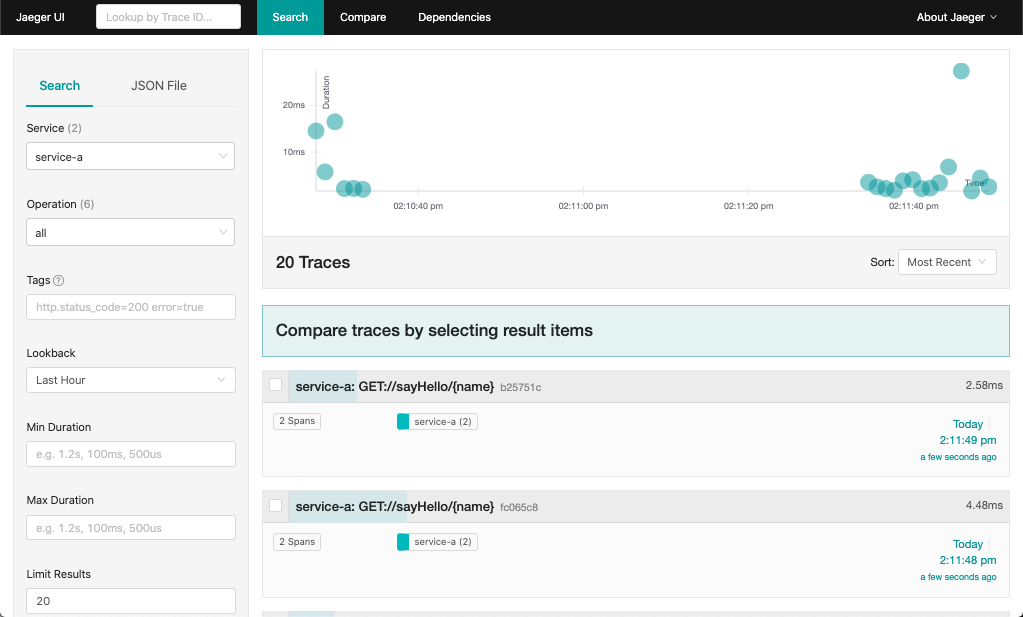 Jaeger UI
Lookup by Trace ID...
Search
Compare
Dependencies
About Jaeger
Search
JSON File
Service (2)
service-a
Operation (6)
all
Tags
http.status_code=200 error=true
Lookback
Last Hour
Min Duration
e.g. 1.2s, 100ms, 500us
Max Duration
e.g. 1.2s, 100ms, 500us
Limit Results
20
Duration
20ms
10ms
Time
02:10:40 pm
02:11:00 pm
02:11:20 pm
02:11:40 pm
20 Traces
Sort: Most Recent
Compare traces by selecting result items
service-a: GET://sayHello/{name} b25751c
2.58ms
2 Spans
service-a (2)
Today
2:11:49 pm
a few seconds ago
service-a: GET://sayHello/{name} fc065c8
4.48ms
2 Spans
service-a (2)
Today
2:11:48 pm
a few seconds ago